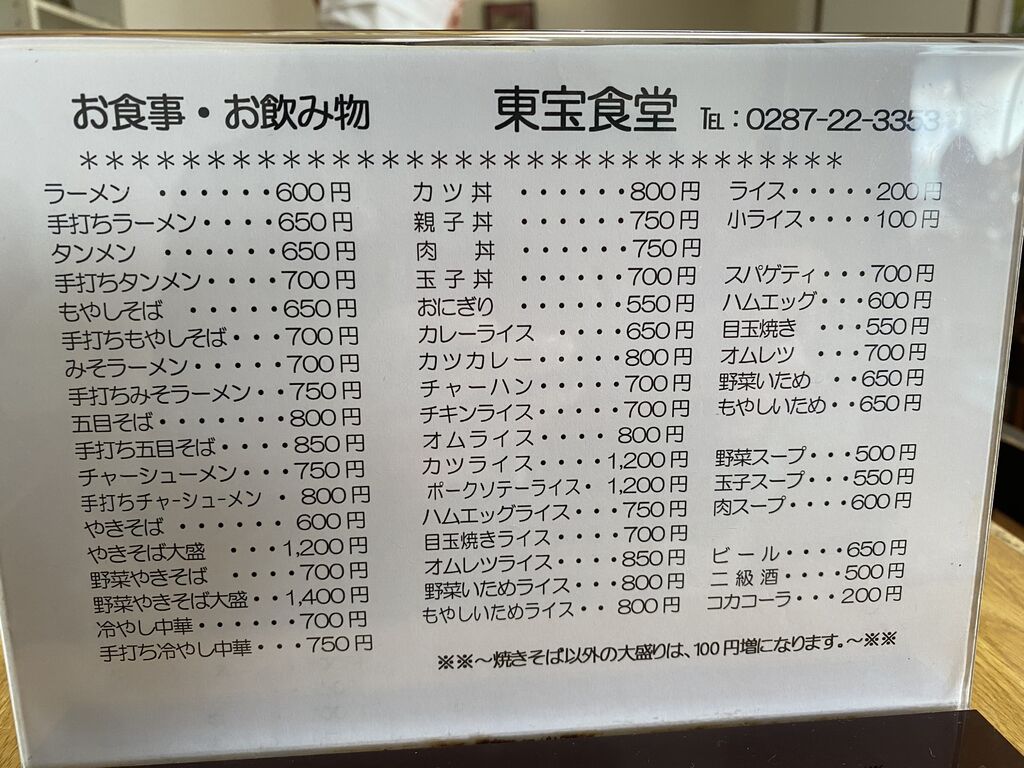 お食事・お飲み物
東宝食堂 TEL：0287-22-3353
＊＊＊＊＊＊＊＊＊＊＊＊＊＊＊＊＊＊＊＊＊＊＊＊＊＊＊＊＊＊
ラーメン ・・・・・・600円
手打ちラーメン・・・・650円
タンメン ・・・・・・650円
手打ちタンメン・・・・700円
もやしそば ・・・・・650円
手打ちもやしそば・・・700円
みそラーメン・・・・・700円
手打ちみそラーメン・・750円
五目そば・・・・・・・800円
手打ち五目そば・・・・850円
チャーシューメン・・・750円
手打ちチャーシューメン ・800円
やきそば ・・・・・・600円
やきそば大盛 ・・・1,200円
野菜やきそば ・・・・700円
野菜やきそば大盛・・1,400円
冷やし中華・・・・・・700円
手打ち冷やし中華・・・750円
カツ丼 ・・・・・・800円
親子丼 ・・・・・・750円
肉 丼 ・・・・・・750円
玉子丼 ・・・・・・700円
おにぎり ・・・・・550円
カレーライス ・・・・650円
カツカレー・・・・・800円
チャーハン・・・・・700円
チキンライス・・・・700円
オムライス・・・・ 800円
カツライス・・・・1,200円
ポークソテーライス・1,200円
ハムエッグライス・・・750円
目玉焼きライス・・・・700円
オムレツライス・・・・850円
野菜いためライス・・・800円
もやしいためライス・・800円
ライス・・・・・200円
小ライス・・・・100円
スパゲティ・・・700円
ハムエッグ・・・600円
目玉焼き ・・・550円
オムレツ ・・・700円
野菜いため ・・650円
もやしいため・・650円
野菜スープ・・・500円
玉子スープ・・・550円
肉スープ・・・・600円
ビール・・・・650円
二級酒・・・・500円
コカコーラ・・・200円
※※～焼きそば以外の大盛りは、100円増になります。～※※